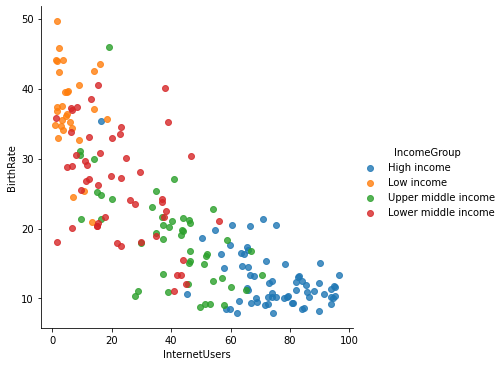 50
40
30
20
10
BirthRate
0
20
40
60
80
100
InternetUsers
IncomeGroup
High income
Low income
Upper middle income
Lower middle income